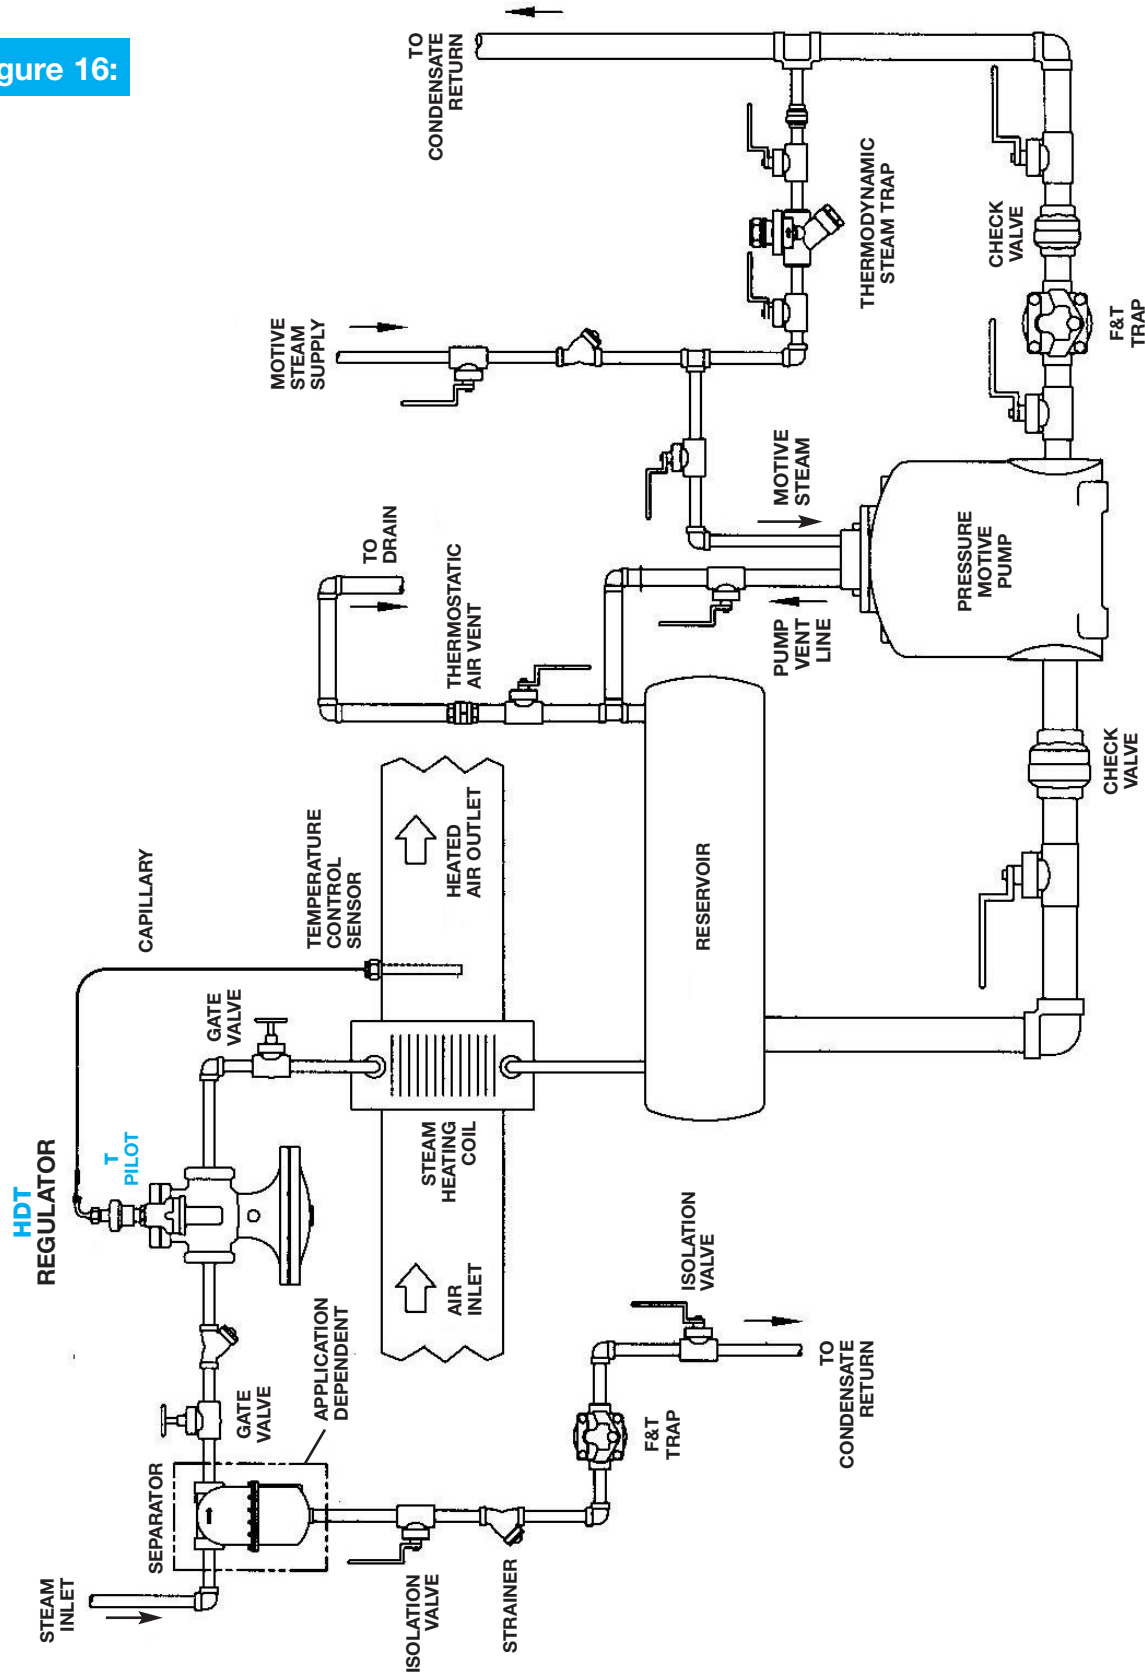 gure 16:
STEAM
INLET
SEPARATOR
GATE
VALVE
APPLICATION
DEPENDENT
ISOLATION
VALVE
STRAINER
F&T
TRAP
ISOLATION
VALVE
TO
CONDENSATE
RETURN
HDT
REGULATOR
T
PILOT
CAPILLARY
GATE
VALVE
TEMPERATURE
CONTROL
SENSOR
AIR
INLET
STEAM
HEATING
COIL
HEATED
AIR OUTLET
RESERVOIR
THERMOSTATIC
AIR VENT
TO
DRAIN
PUMP
VENT
LINE
MOTIVE
STEAM
MOTIVE
STEAM
SUPPLY
PRESSURE
MOTIVE
PUMP
CHECK
VALVE
F&T
TRAP
CHECK
VALVE
THERMODYNAMIC
STEAM TRAP
TO
CONDENSATE
RETURN